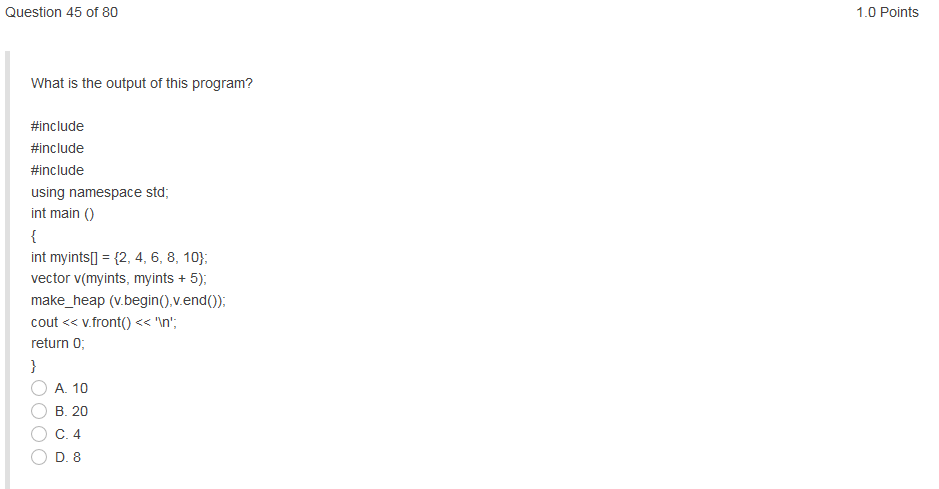 Question 45 of 80
1.0 Points
What is the output of this program?
#include
#include
#include
using namespace std;
int main ()
{
int myints[] = {2, 4, 6, 8, 10};
vector v(myints, myints + 5);
make_heap (v.begin(),v.end());
cout << v.front() << '\n';
return 0;
}
A. 10
B. 20
C. 4
D. 8